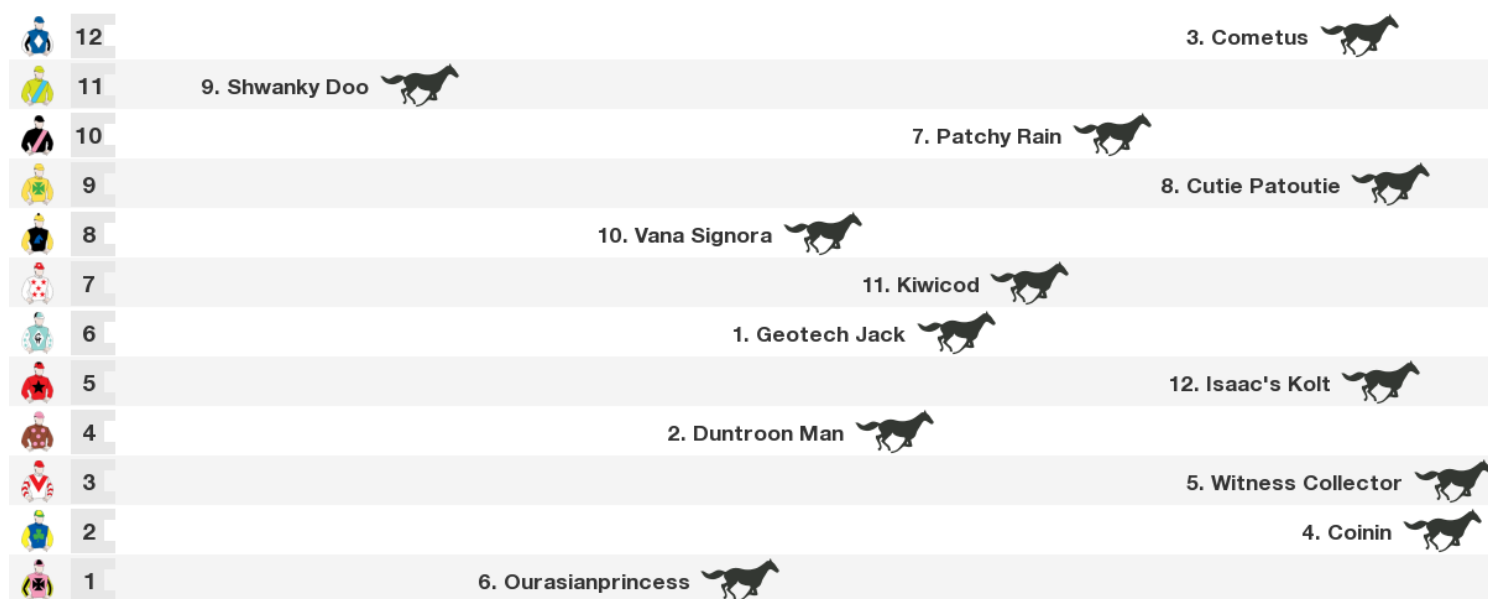 12 3. Cometus
11 9. Shwanky Doo
10 7. Patchy Rain
9 8. Cutie Patoutie
8 10. Vana Signora
7 11. Kiwicod
6 1. Geotech Jack
5 12. Isaac's Kolt
4 2. Duntroon Man
3 5. Witness Collector
2 4. Coinin
1 6. Ourasianprincess